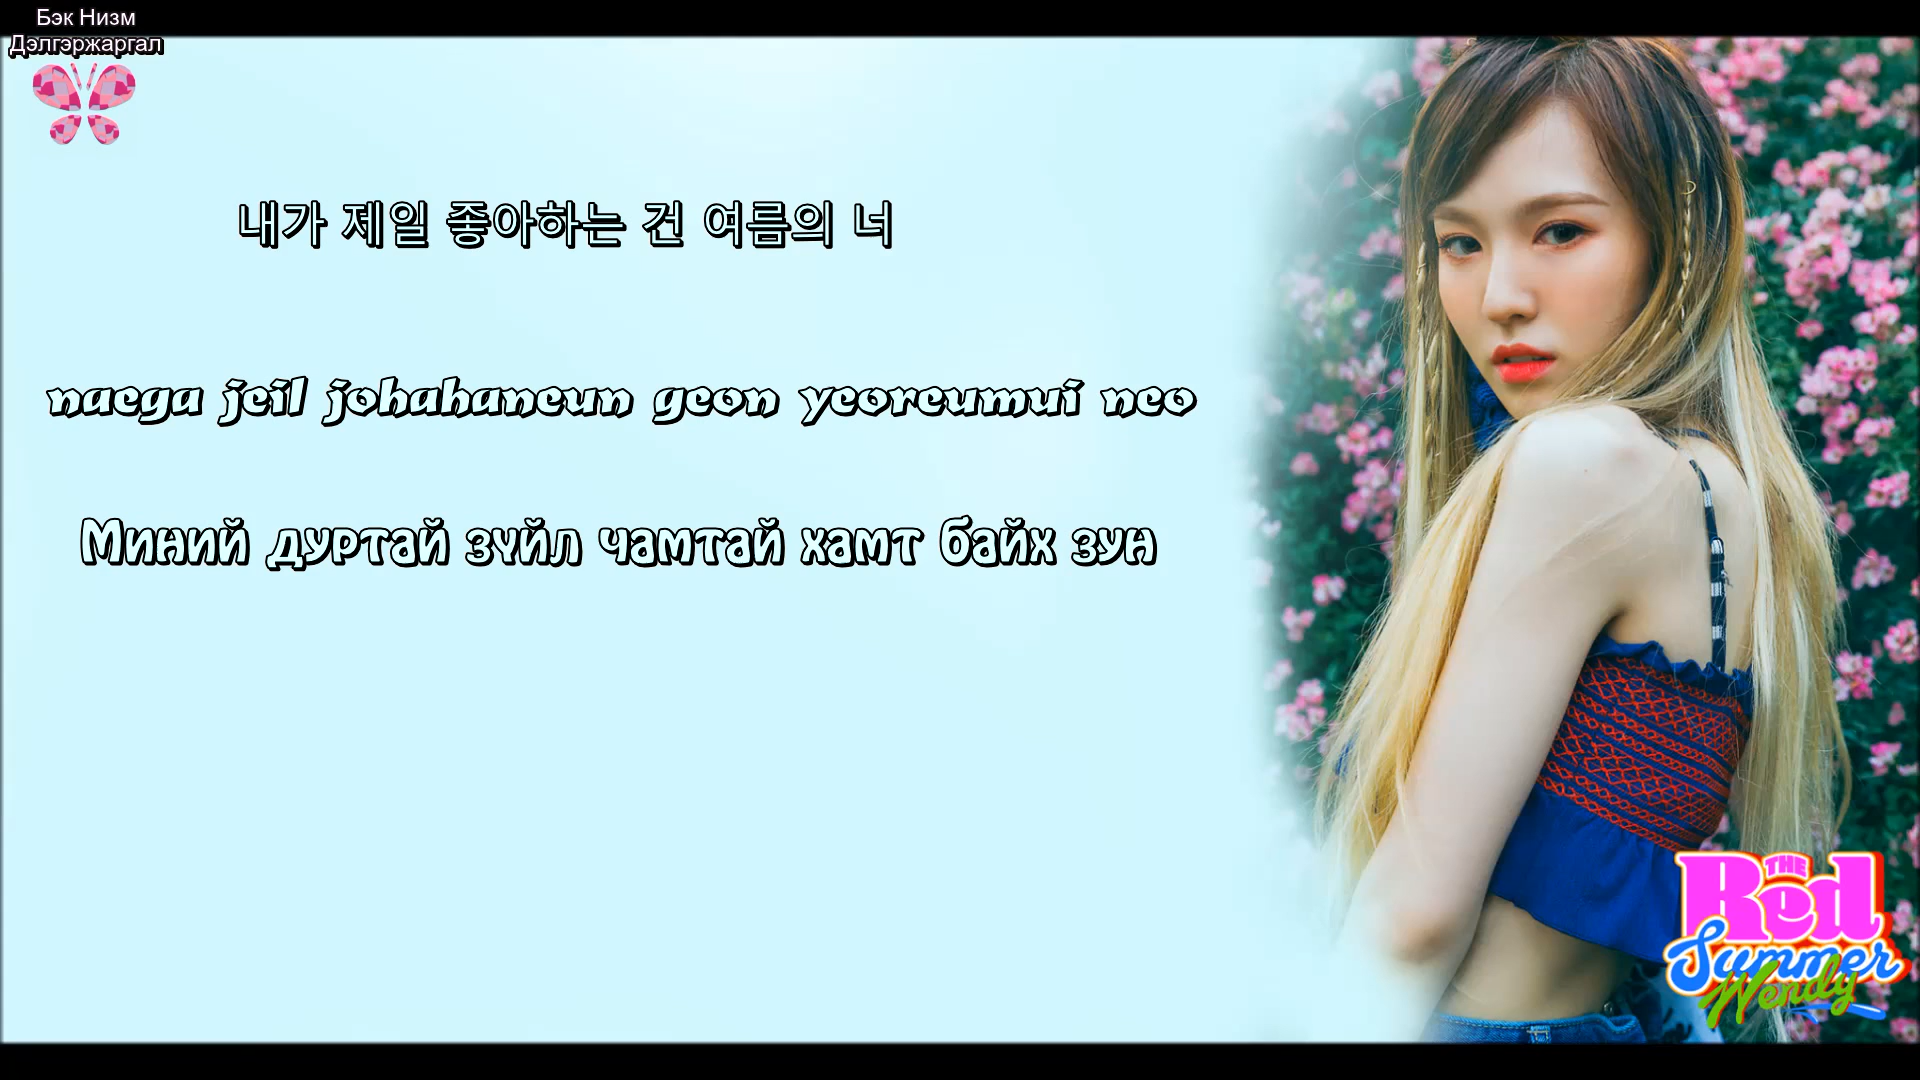 Бэк Низм
Дэлгэржаргал
내가 제일 좋아하는 건 여름의 너
naega jeil johahaneun geon yeoreumui neo
Миний дуртай зүйл чамтай хамт байх зун
THE
Red
Summer
Wendy